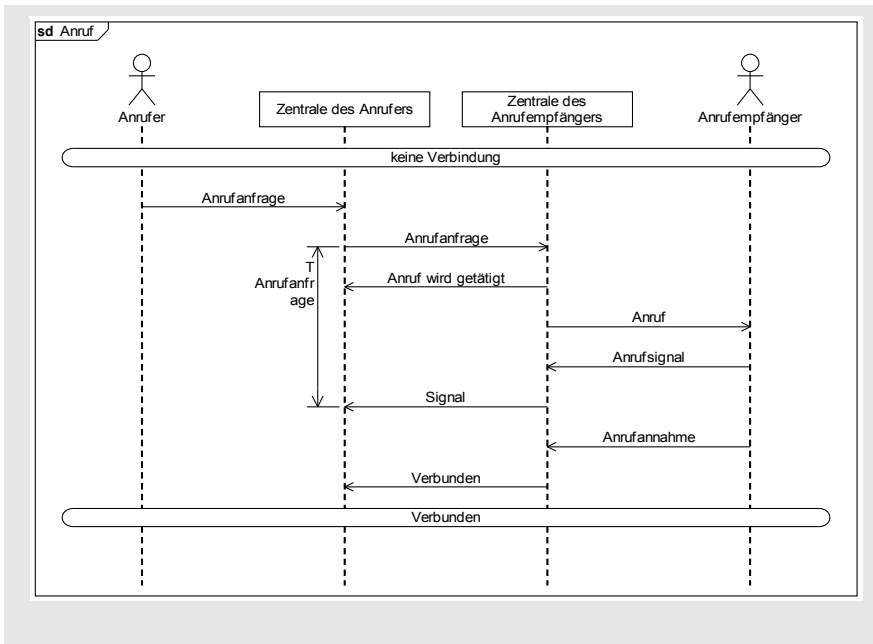 sd Anruf
Anrufer
Zentrale des Anrufers
Zentrale des
Anrufempfängers
Anrufempfänger
keine Verbindung
Anrufanfrage
Anrufanfrage
T
Anrufanfr
age
Anruf wird getätigt
Anruf
Anrufsignal
Signal
Anrufannahme
Verbunden
Verbunden